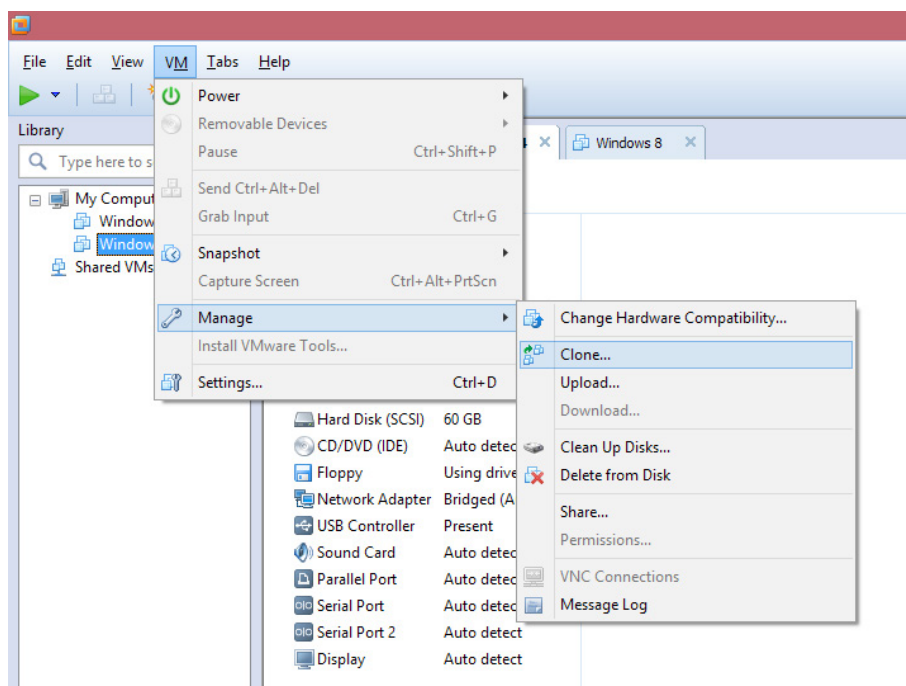 File Edit View VM Tabs Help
Library
Type here to s
My Comput
Window
Window
Shared VMs
Windows 8
Power
Removable Devices
Pause Ctrl+Shift+P
Send Ctrl+Alt+Del
Grab Input Ctrl+G
Snapshot
Capture Screen Ctrl+Alt+PrtScn
Manage
Install VMware Tools...
Settings... Ctrl+D
Change Hardware Compatibility...
Clone...
Upload...
Download...
Clean Up Disks...
Delete from Disk
Share...
Permissions...
VNC Connections
Message Log
Hard Disk (SCSI) 60 GB
CD/DVD (IDE) Auto detec
Floppy Using drive
Network Adapter Bridged (A
USB Controller Present
Sound Card Auto detec
Parallel Port Auto detec
Serial Port Auto detec
Serial Port 2 Auto detect
Display Auto detect